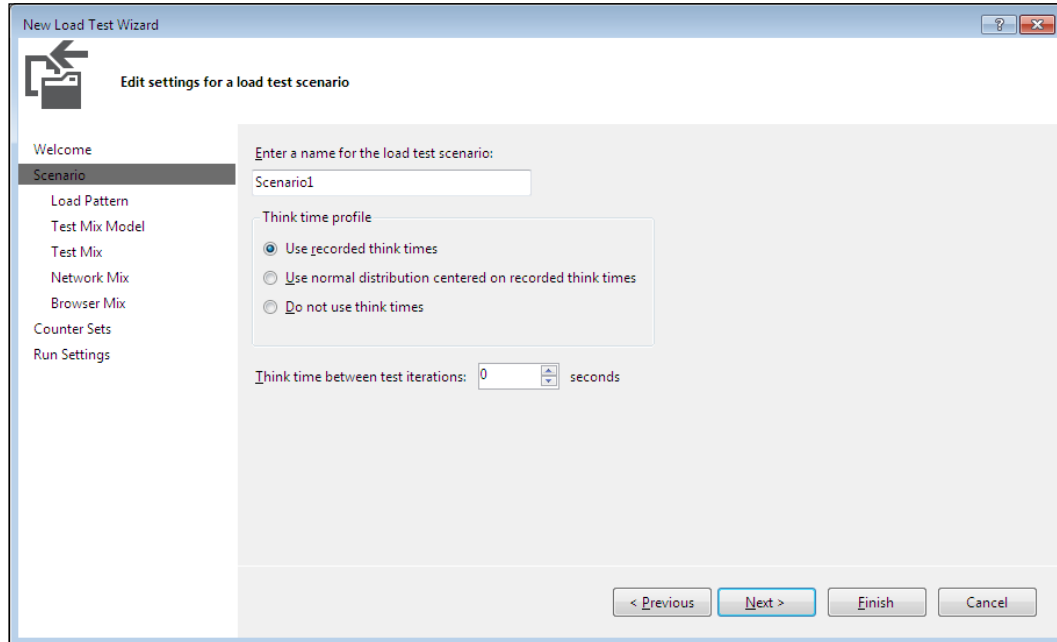 New Load Test Wizard
?
Edit settings for a load test scenario
Welcome
Scenario
Load Pattern
Test Mix Model
Test Mix
Network Mix
Browser Mix
Counter Sets
Run Settings
Enter a name for the load test scenario:
Scenario1
Think time profile
Use recorded think times
Use normal distribution centered on recorded think times
Do not use think times
Think time between test iterations: 0 seconds
< Previous Next > Finish Cancel